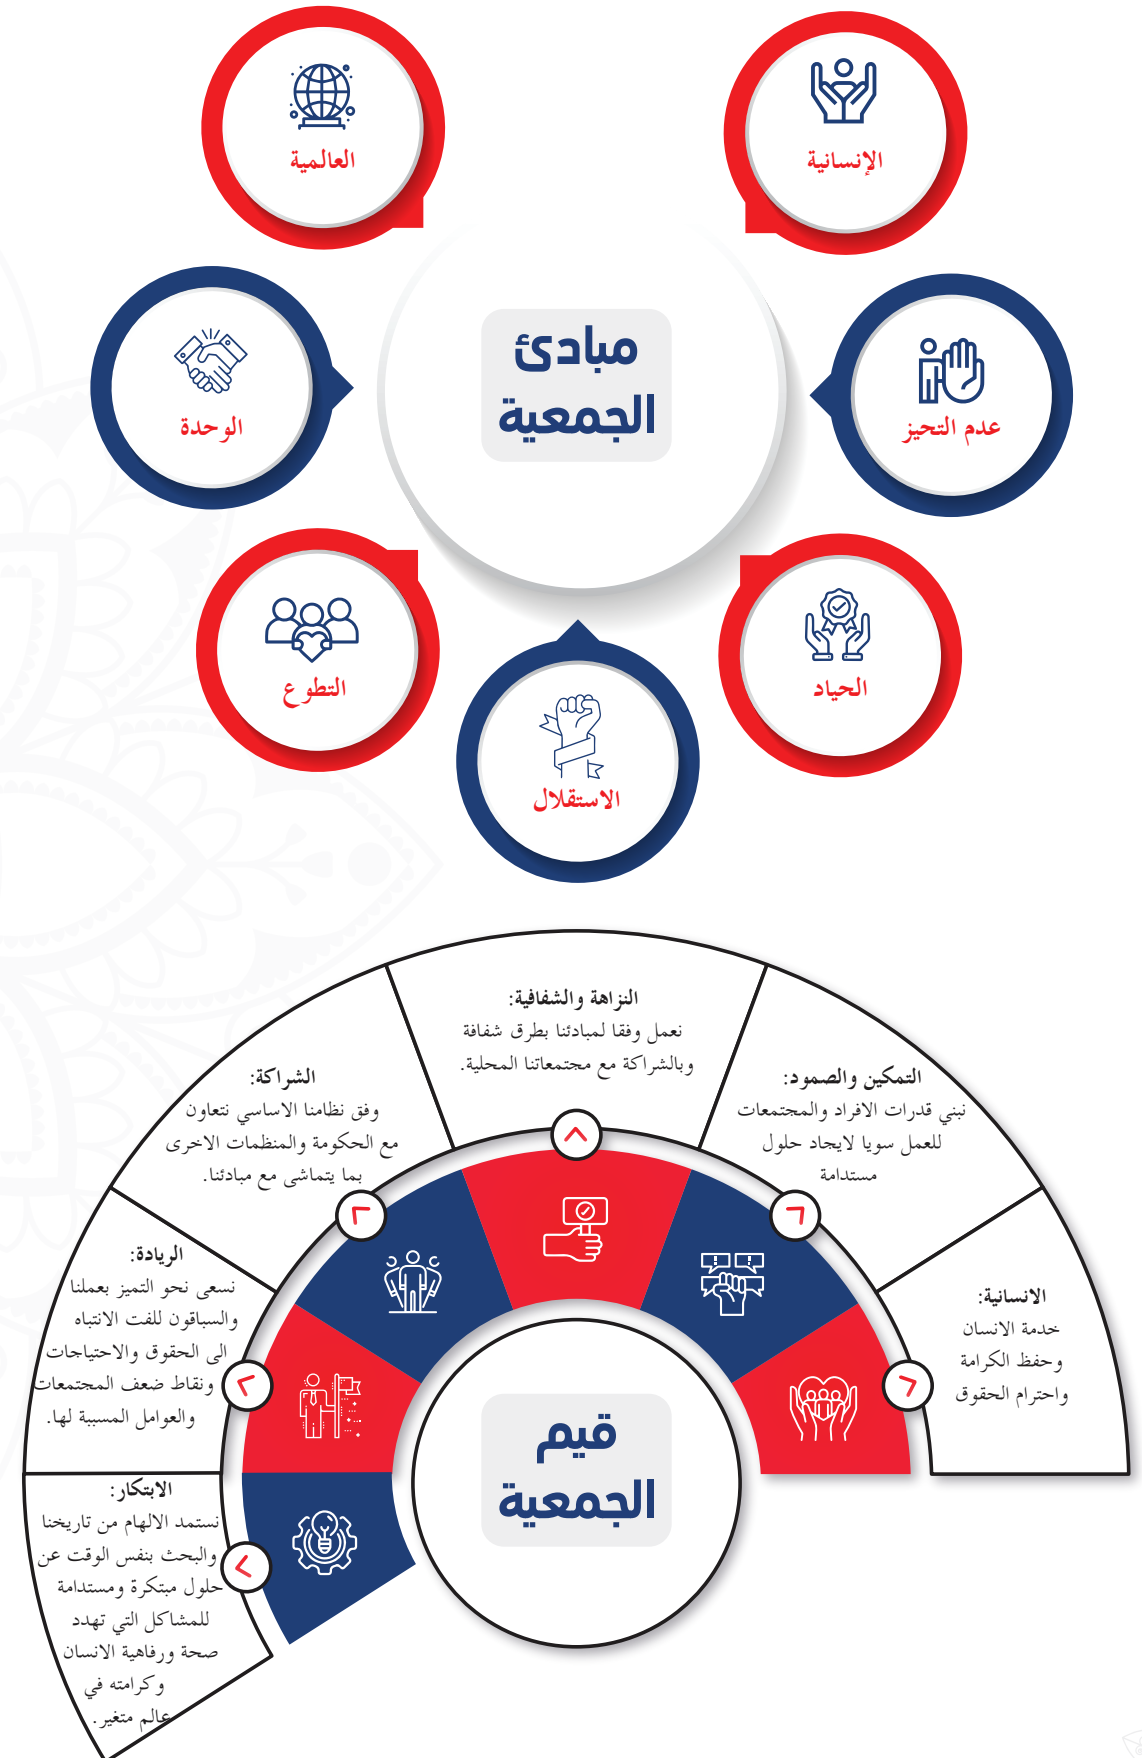 مبادئ
الجمعية
الإنسانية
عدم التحيز
الحياد
الاستقلال
التطوع
الوحدة
العالمية
قيم
الجمعية
الانسانية:
خدمة الانسان
وحفظ الكرامة
واحترام الحقوق
التمكين والصمود:
نبني قدرات الافراد والمجتمعات
للعمل سويا لايجاد حلول
مستدامة
النزاهة والشفافية:
نعمل وفقا لمبادئنا بطرق شفافة
وبالشراكة مع مجتمعاتنا المحلية.
الشراكة:
وفق نظامنا الاساسي نتعاون
مع الحكومة والمنظمات الاخرى
بما يتماشى مع مبادئنا.
الريادة:
نسعى نحو التميز بعملنا
والسباقون للفت الانتباه
الى الحقوق والاحتياجات
ونقاط ضعف المجتمعات
والعوامل المسببة لها.
الابتكار:
نستمد الالهام من تاريخنا
والبحث بنفس الوقت عن
حلول مبتكرة ومستدامة
للمشاكل التي تهدد
صحة ورفاهية الانسان
وكرامته في
عالم متغير.